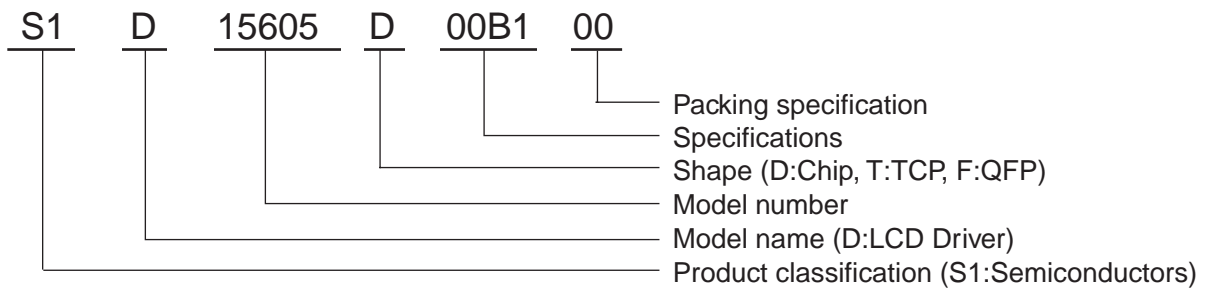 S1 D 15605 D 00B1 00
Packing specification
Specifications
Shape (D:Chip, T:TCP, F:QFP)
Model number
Model name (D:LCD Driver)
Product classification (S1:Semiconductors)